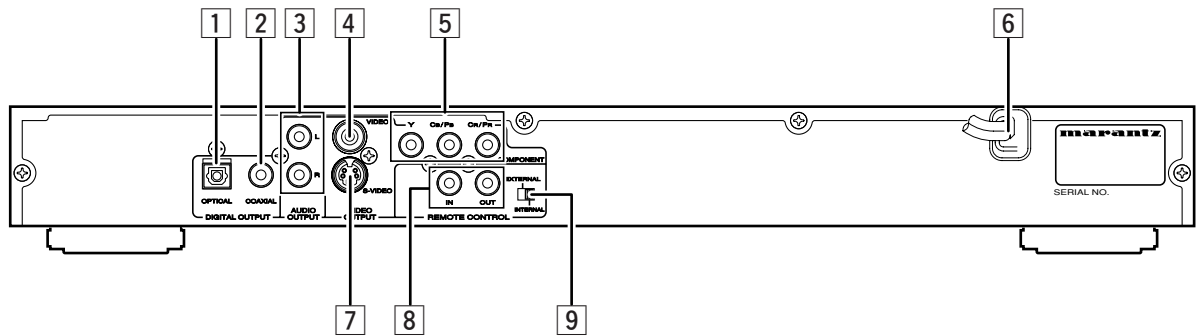 1 2 3 4 5 6
marantz
SERIAL NO.
VIDEO
Y CB/PB CR/PR
COMPONENT
L
R
S-VIDEO
OPTICAL COAXIAL
DIGITAL OUTPUT
AUDIO
OUTPUT
VIDEO
OUTPUT
IN OUT
REMOTE CONTROL
EXTERNAL
INTERNAL
7 8 9